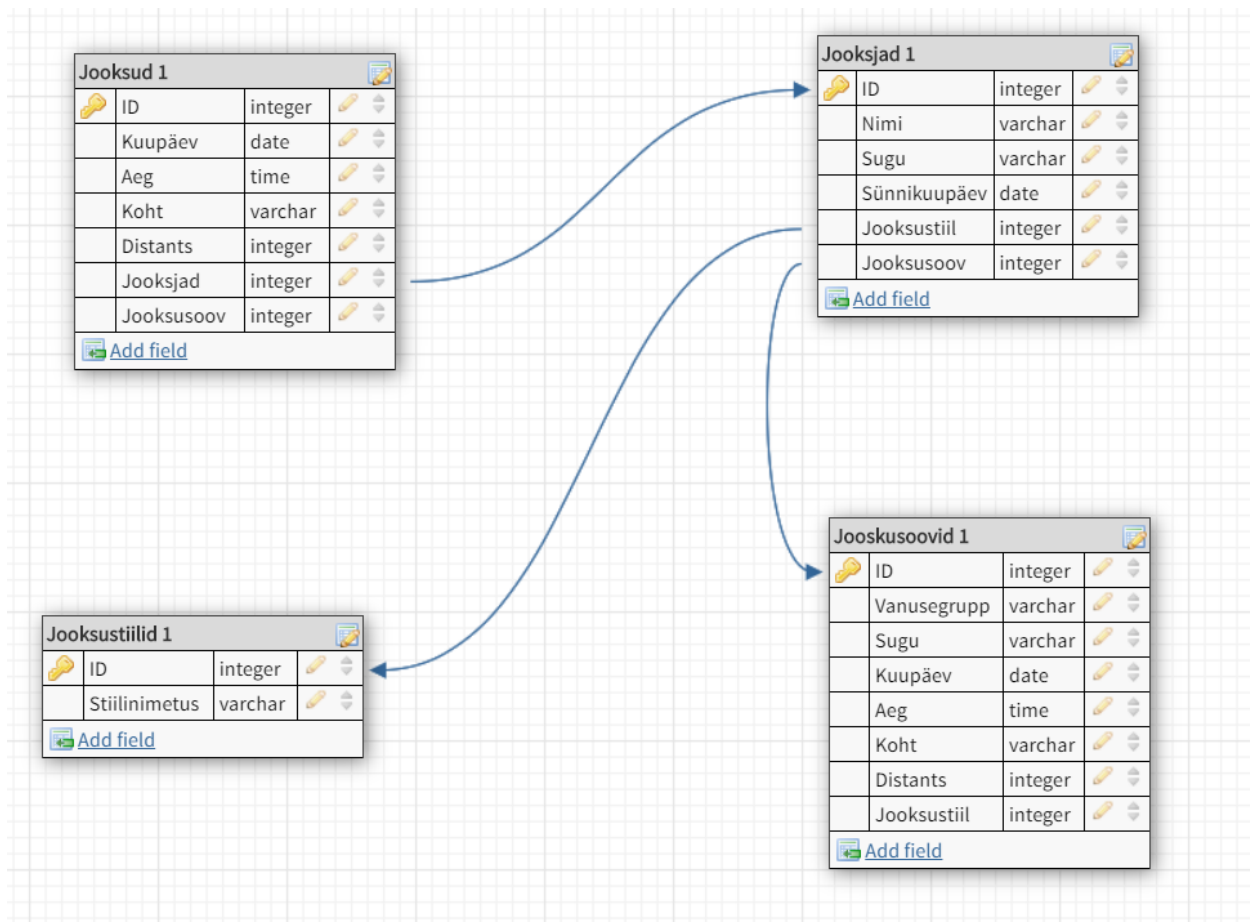 Jooksud 1
ID integer
Kuupäev date
Aeg time
Koht varchar
Distants integer
Jooksjad integer
Jooksusoov integer
Add field
Jooksjad 1
ID integer
Nimi varchar
Sugu varchar
Sünnikuupäev date
Jooksustiil integer
Jooksusoov integer
Add field
Jooksustiilid 1
ID integer
Stiilinimetus varchar
Add field
Jooskusoovid 1
ID integer
Vanusegrupp varchar
Sugu varchar
Kuupäev date
Aeg time
Koht varchar
Distants integer
Jooksustiil integer
Add field